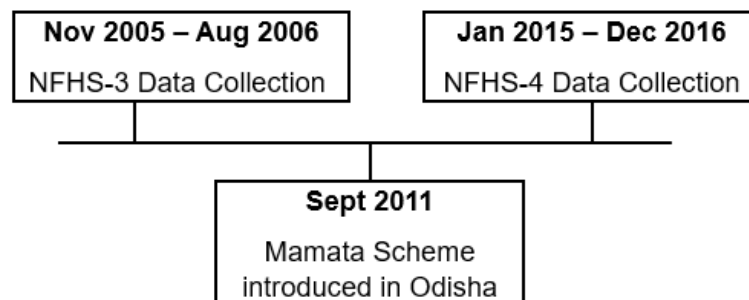 Nov 2005 – Aug 2006
NFHS-3 Data Collection
Jan 2015 – Dec 2016
NFHS-4 Data Collection
Sept 2011
Mamata Scheme
introduced in Odisha